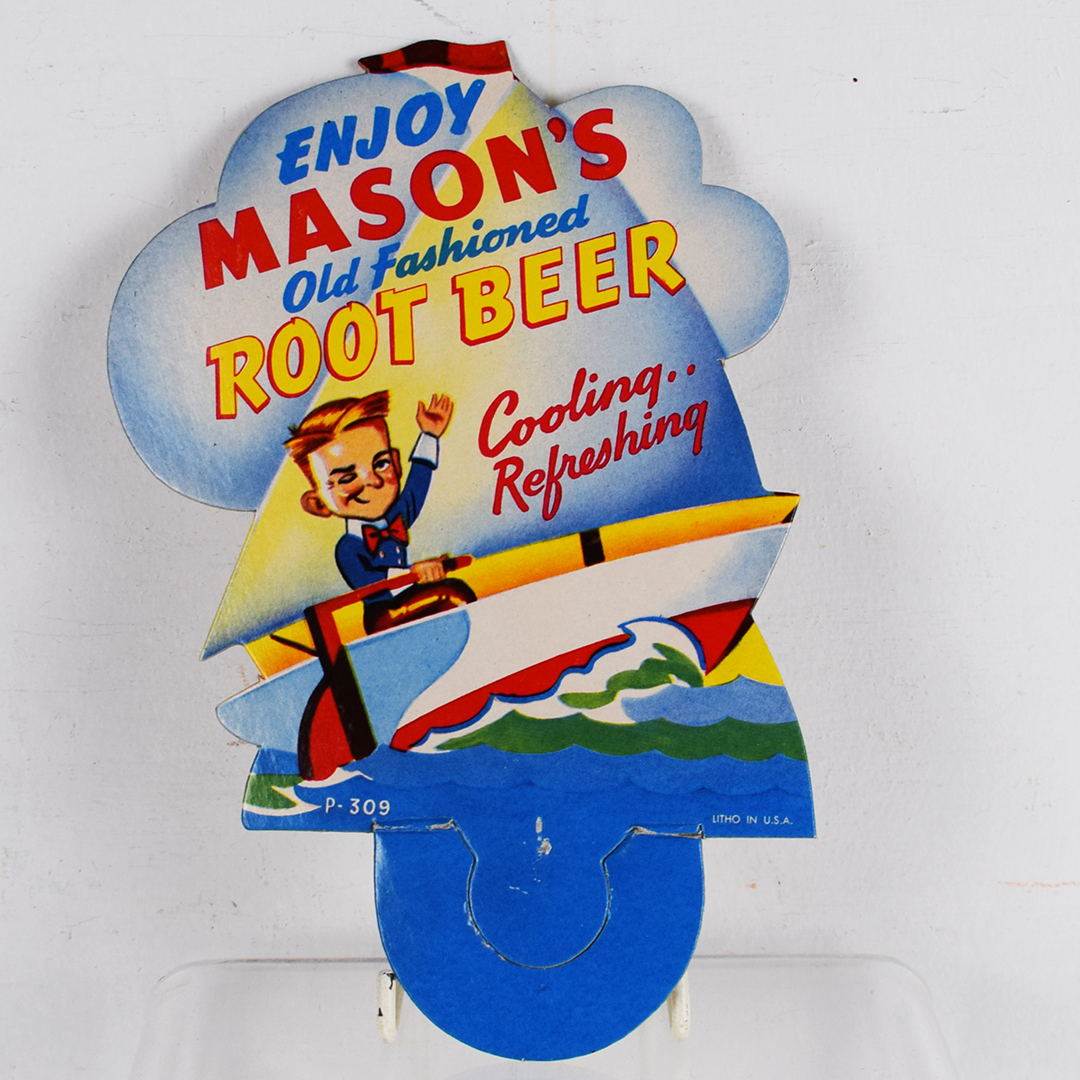 ENJOY
MASON'S
Old Fashioned
ROOT BEER
Cooling..
Refreshing
P-309
LITHO IN U.S.A.